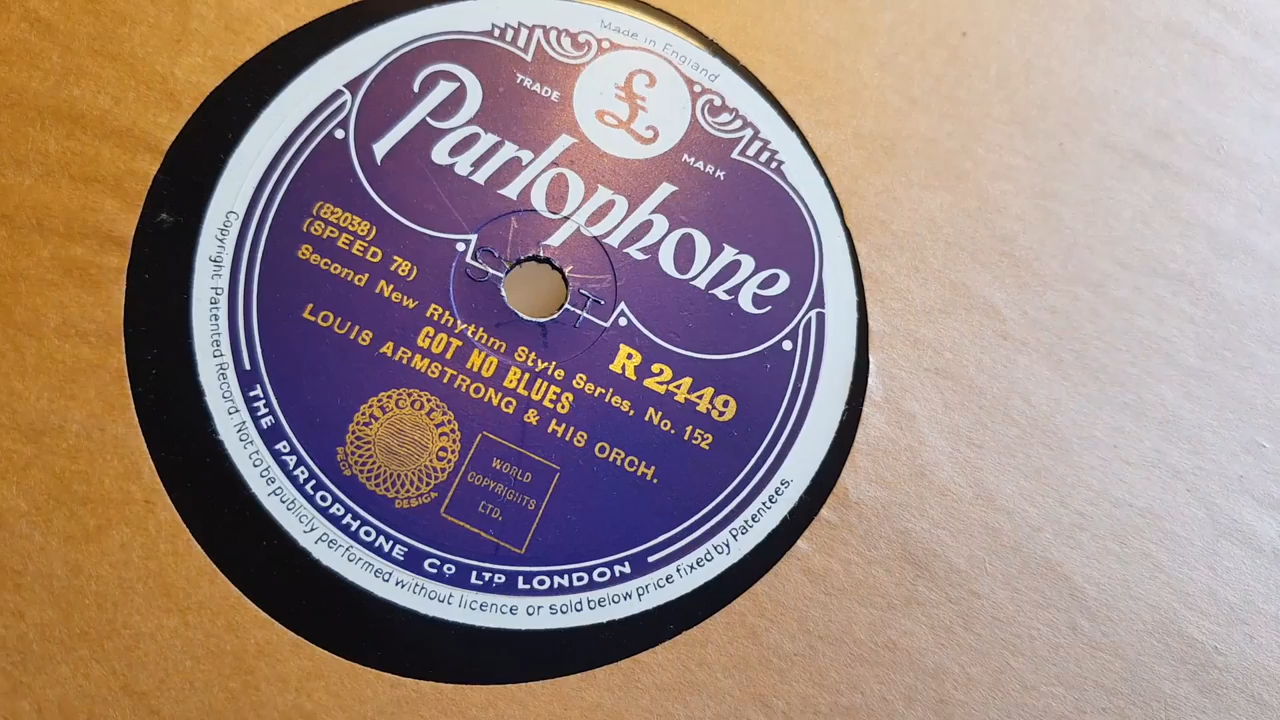 Made in England
TRADE £ MARK
Parlophone
(82038)
(SPEED 78)
S T
R 2449
Second New Rhythm Style Series, No. 152
GOT NO BLUES
LOUIS ARMSTRONG & HIS ORCH.
MECOLICO
DESIGN
WORLD
COPYRIGHTS
LTD.
THE PARLOPHONE Cº LTD LONDON
Copyright. Patented Record. Not to be publicly performed without licence or sold below price fixed by Patentees.